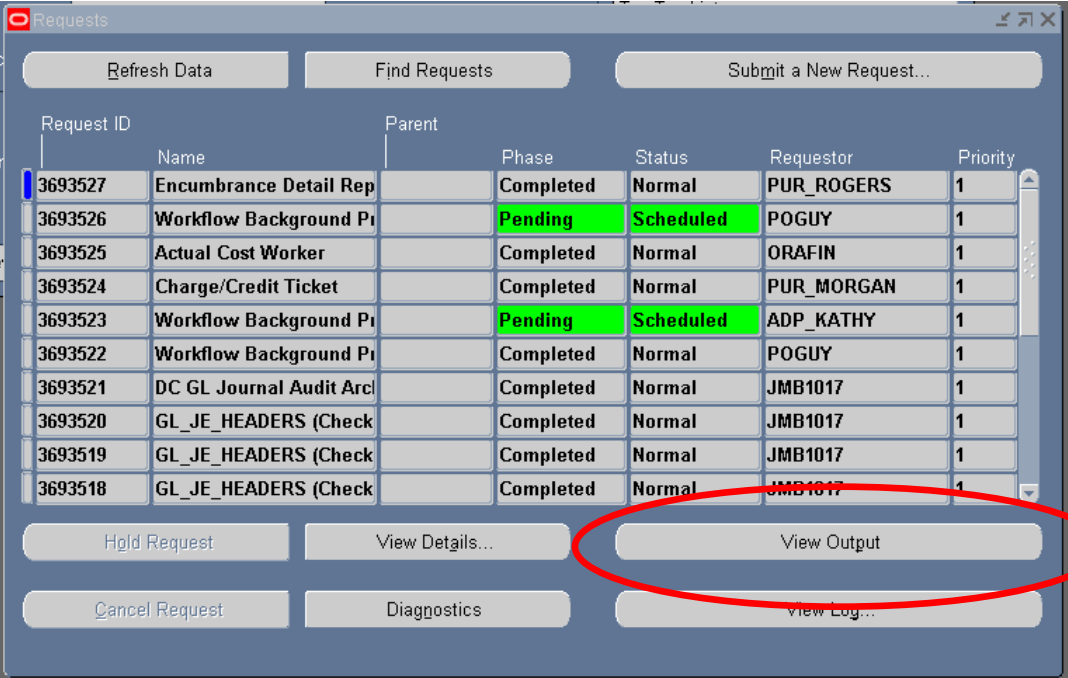 Requests
Refresh Data Find Requests Submit a New Request...
Request ID Parent
Name Phase Status Requestor Priority
3693527 Encumbrance Detail Rep Completed Normal PUR_ROGERS 1
3693526 Workflow Background Pr Pending Scheduled POGUY 1
3693525 Actual Cost Worker Completed Normal ORAFIN 1
3693524 Charge/Credit Ticket Completed Normal PUR_MORGAN 1
3693523 Workflow Background Pr Pending Scheduled ADP_KATHY 1
3693522 Workflow Background Pr Completed Normal POGUY 1
3693521 DC GL Journal Audit Arcl Completed Normal JMB1017 1
3693520 GL_JE_HEADERS (Check Completed Normal JMB1017 1
3693519 GL_JE_HEADERS (Check Completed Normal JMB1017 1
3693518 GL_JE_HEADERS (Check Completed Normal JMB1017 1
Hold Request View Details... View Output
Cancel Request Diagnostics View Log...